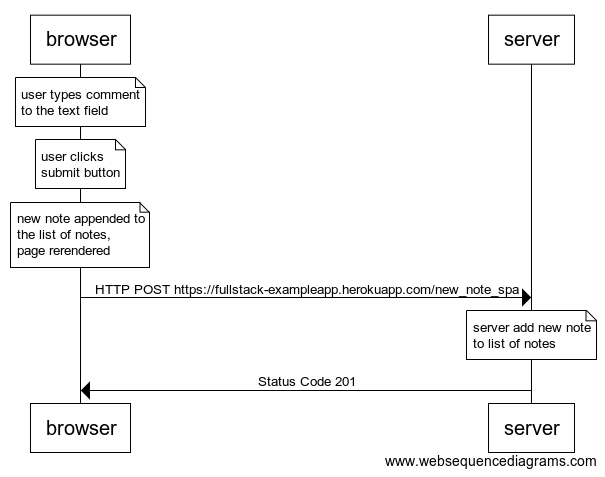 browser
server
user types comment
to the text field
user clicks
submit button
new note appended to
the list of notes,
page rerendered
HTTP POST https://fullstack-exampleapp.herokuapp.com/new_note_spa
server add new note
to list of notes
Status Code 201
browser
server
www.websequencediagrams.com